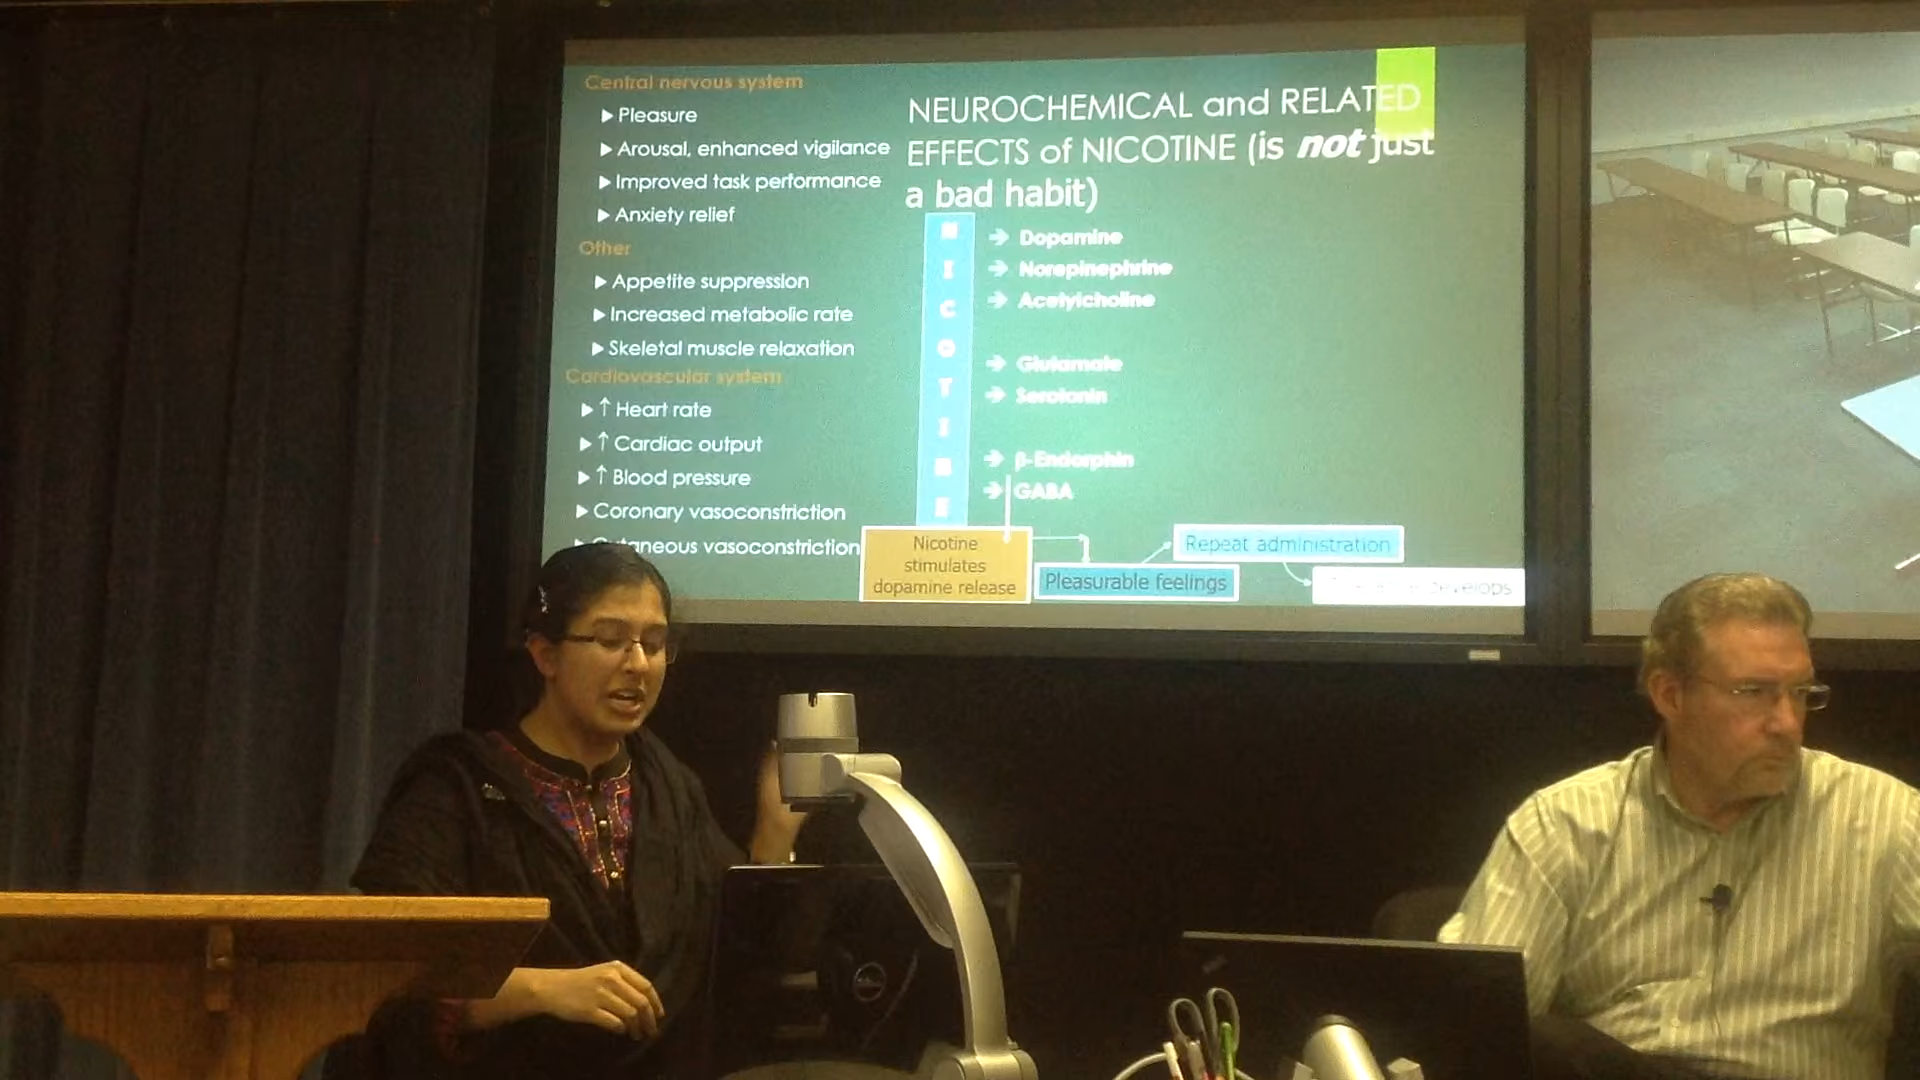 Central nervous system
▶ Pleasure
▶ Arousal, enhanced vigilance
▶ Improved task performance
▶ Anxiety relief
Other
▶ Appetite suppression
▶ Increased metabolic rate
▶ Skeletal muscle relaxation
Cardiovascular system
▶ ↑ Heart rate
▶ ↑ Cardiac output
▶ ↑ Blood pressure
▶ Coronary vasoconstriction
vasoconstriction
NEUROCHEMICAL and RELATED
EFFECTS of NICOTINE (is not just
a bad habit)
N
I
C
O
T
I
N
E
→ Dopamine
→ Norepinephrine
→ Acetylcholine
→ Glutamate
→ Serotonin
→ β-Endorphin
→ GABA
Nicotine
stimulates
dopamine release
Pleasurable feelings
Repeat administration
develops